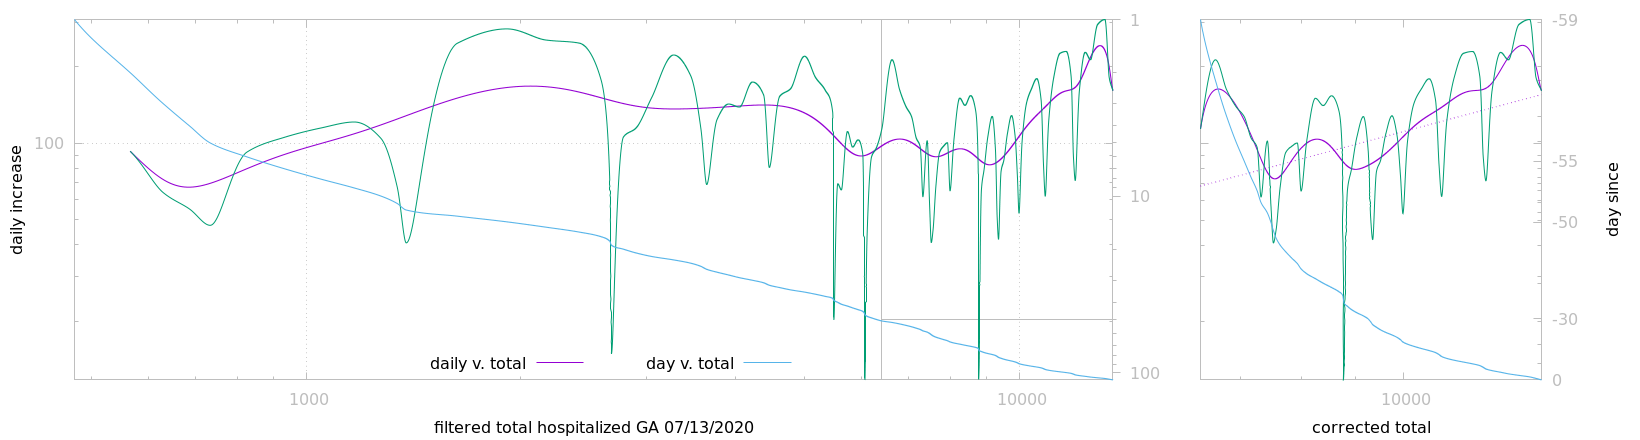 1
-59
100
daily increase
-55
10
day since
-50
-30
daily v. total
day v. total
100
0
1000
10000
10000
filtered total hospitalized GA 07/13/2020
corrected total